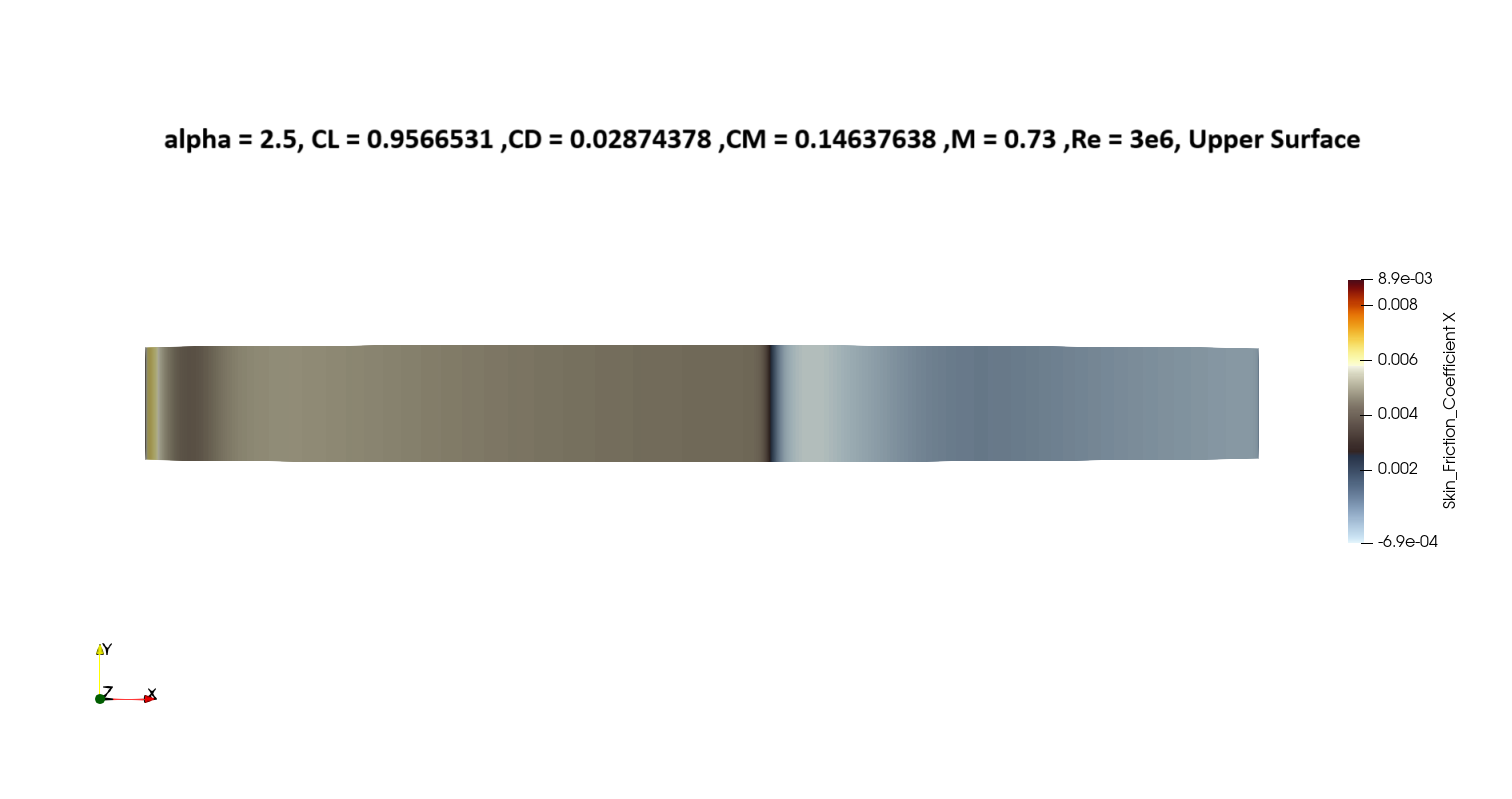 alpha = 2.5, CL = 0.9566531 ,CD = 0.02874378 ,CM = 0.14637638 ,M = 0.73 ,Re = 3e6, Upper Surface
8.9e-03
0.008
0.006
0.004
0.002
-6.9e-04
Skin_Friction_Coefficient X
Y
Z
X